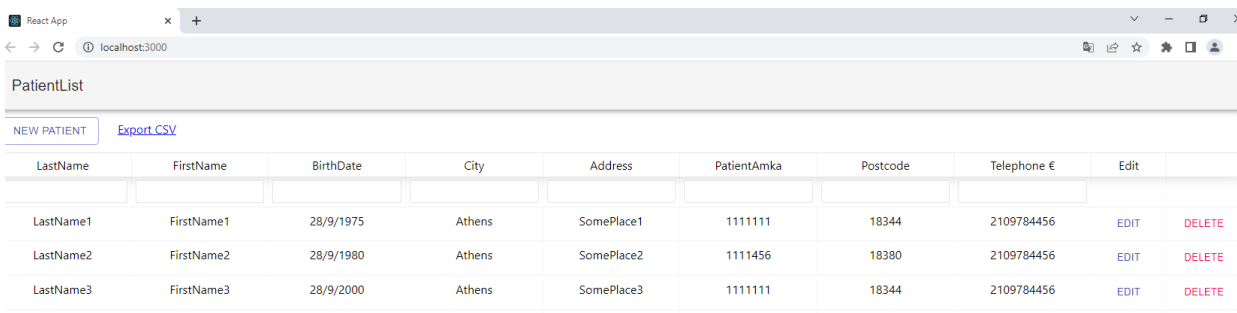 React App
localhost:3000
PatientList
NEW PATIENT Export CSV
LastName FirstName BirthDate City Address PatientAmka Postcode Telephone € Edit
LastName1 FirstName1 28/9/1975 Athens SomePlace1 1111111 18344 2109784456 EDIT DELETE
LastName2 FirstName2 28/9/1980 Athens SomePlace2 1111456 18380 2109784456 EDIT DELETE
LastName3 FirstName3 28/9/2000 Athens SomePlace3 1111111 18344 2109784456 EDIT DELETE